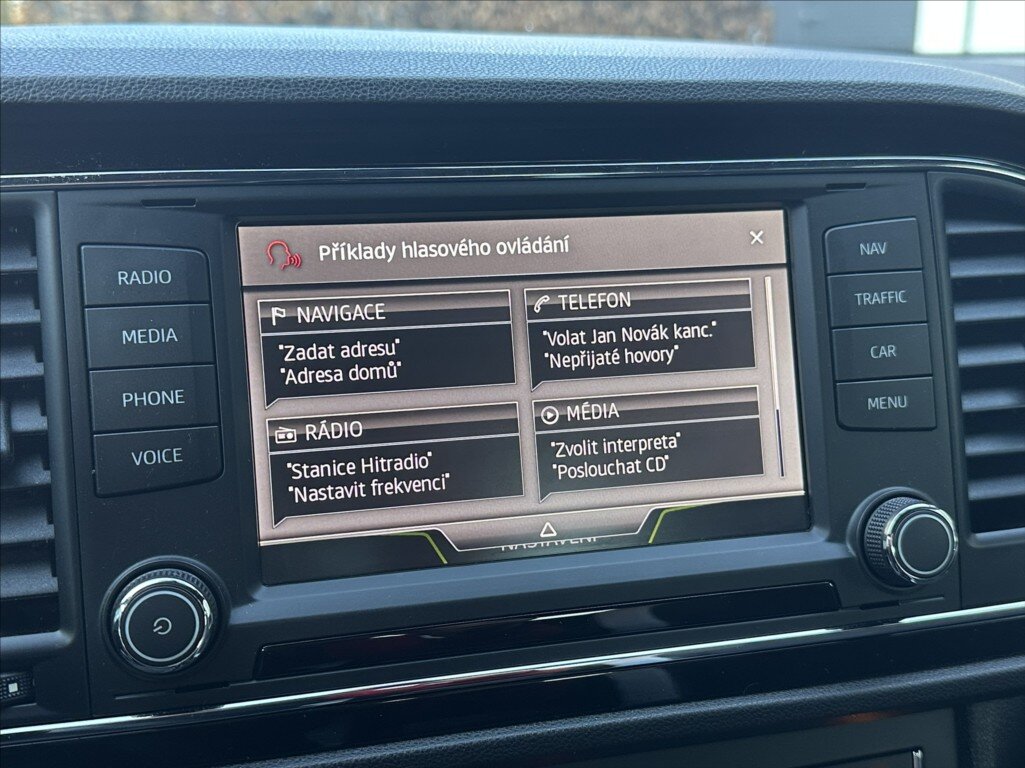 Příklady hlasového ovládání
RADIO
MEDIA
PHONE
VOICE
NAVIGACE
"Zadat adresu"
"Adresa domů"
TELEFON
"Volat Jan Novák kanc."
"Nepřijaté hovory"
RÁDIO
"Stanice Hitradio"
"Nastavit frekvenci"
MÉDIA
"Zvolit interpreta"
"Poslouchat CD"
NASTAVENÍ
NAV
TRAFFIC
CAR
MENU